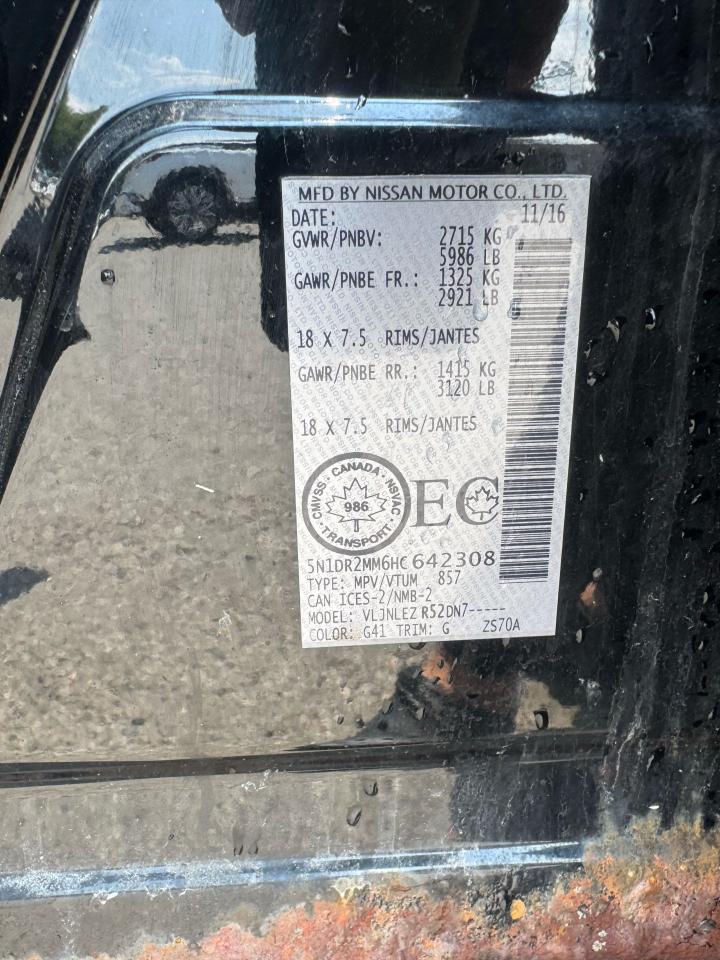 MFD BY NISSAN MOTOR CO., LTD.
DATE: 11/16
GVWR/PNBV: 2715 KG
5986 LB
GAWR/PNBE FR.: 1325 KG
2921 LB
18 X 7.5 RIMS/JANTES
GAWR/PNBE RR.: 1415 KG
3120 LB
18 X 7.5 RIMS/JANTES
CMVSS · CANADA · NSVAC
986
· TRANSPORT ·
EC
5N1DR2MM6HC642308
TYPE: MPV/VTUM 857
CAN ICES-2/NMB-2
MODEL: VLJNLEZ R52DN7-----
COLOR: G41 TRIM: G ZS70A